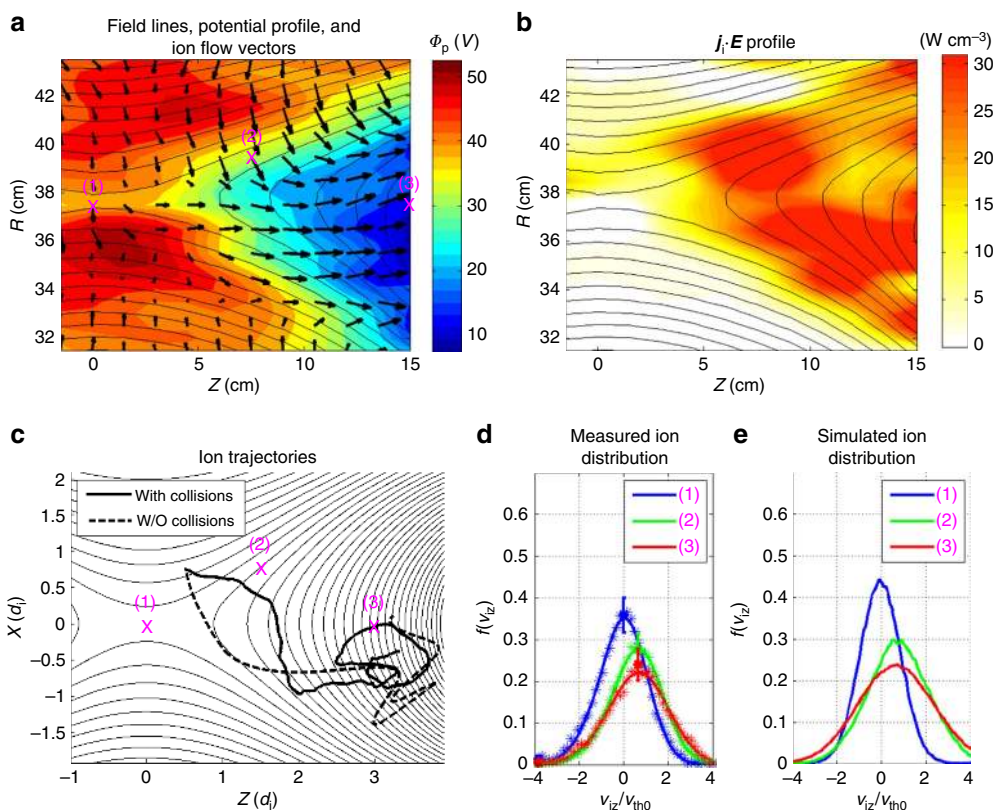 a
Field lines, potential profile, and
ion flow vectors
Φp (V)
50
40
30
20
10
42
40
38
36
34
32
R (cm)
(1)
X
(2)
X
(3)
X
0
5
10
15
Z (cm)
b
ji·E profile
(W cm–3)
30
25
20
15
10
5
0
42
40
38
36
34
32
R (cm)
0
5
10
15
Z (cm)
c
Ion trajectories
With collisions
W/O collisions
2
1.5
1
0.5
0
−0.5
−1
−1.5
X (di)
(1)
X
(2)
X
(3)
X
−1
0
1
2
3
Z (di)
d
Measured ion
distribution
(1)
(2)
(3)
0.6
0.5
0.4
0.3
0.2
0.1
0
f(viz)
−4
−2
0
2
4
viz/vth0
e
Simulated ion
distribution
(1)
(2)
(3)
0.6
0.5
0.4
0.3
0.2
0.1
0
f(viz)
−4
−2
0
2
4
viz/vth0